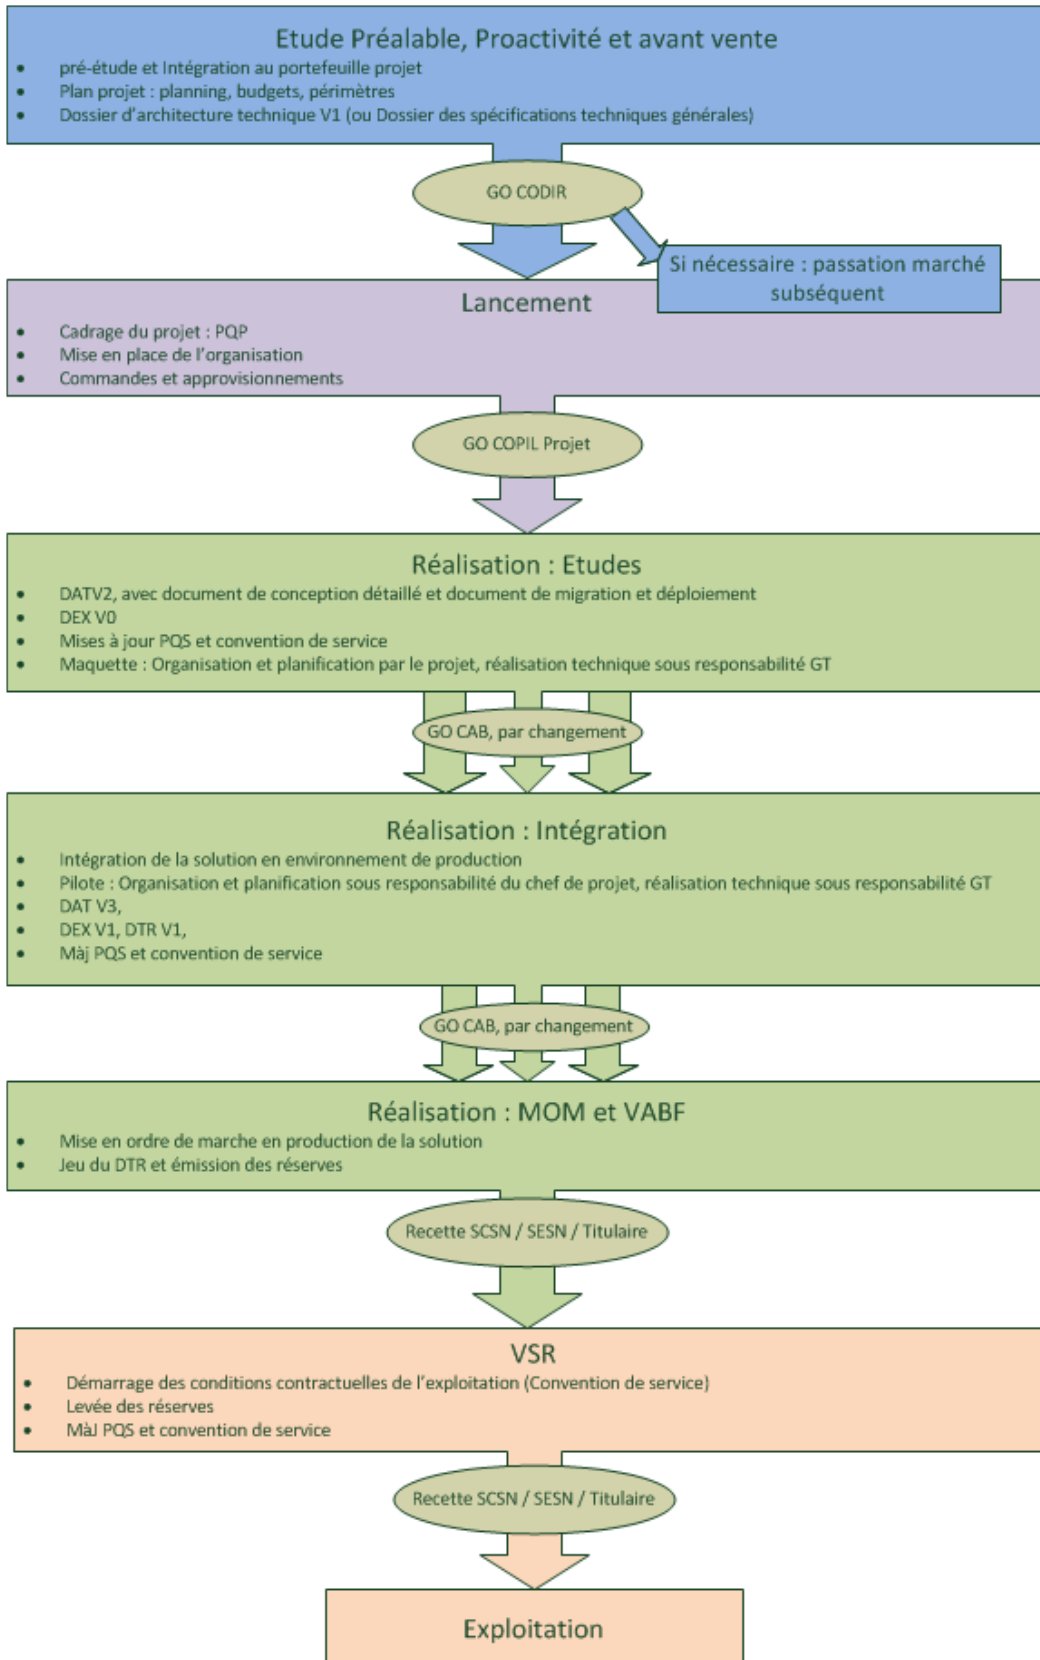 Etude Préalable, Proactivité et avant vente
• pré-étude et Intégration au portefeuille projet
• Plan projet : planning, budgets, périmètres
• Dossier d'architecture technique V1 (ou Dossier des spécifications techniques générales)
GO CODIR
Si nécessaire : passation marché
subséquent
Lancement
• Cadrage du projet : PQP
• Mise en place de l'organisation
• Commandes et approvisionnements
GO COPIL Projet
Réalisation : Etudes
• DATV2, avec document de conception détaillé et document de migration et déploiement
• DEX V0
• Mises à jour PQS et convention de service
• Maquette : Organisation et planification par le projet, réalisation technique sous responsabilité GT
GO CAB, par changement
Réalisation : Intégration
• Intégration de la solution en environnement de production
• Pilote : Organisation et planification sous responsabilité du chef de projet, réalisation technique sous responsabilité GT
• DAT V3,
• DEX V1, DTR V1,
• Màj PQS et convention de service
GO CAB, par changement
Réalisation : MOM et VABF
• Mise en ordre de marche en production de la solution
• Jeu du DTR et émission des réserves
Recette SCSN / SESN / Titulaire
VSR
• Démarrage des conditions contractuelles de l'exploitation (Convention de service)
• Levée des réserves
• MàJ PQS et convention de service
Recette SCSN / SESN / Titulaire
Exploitation